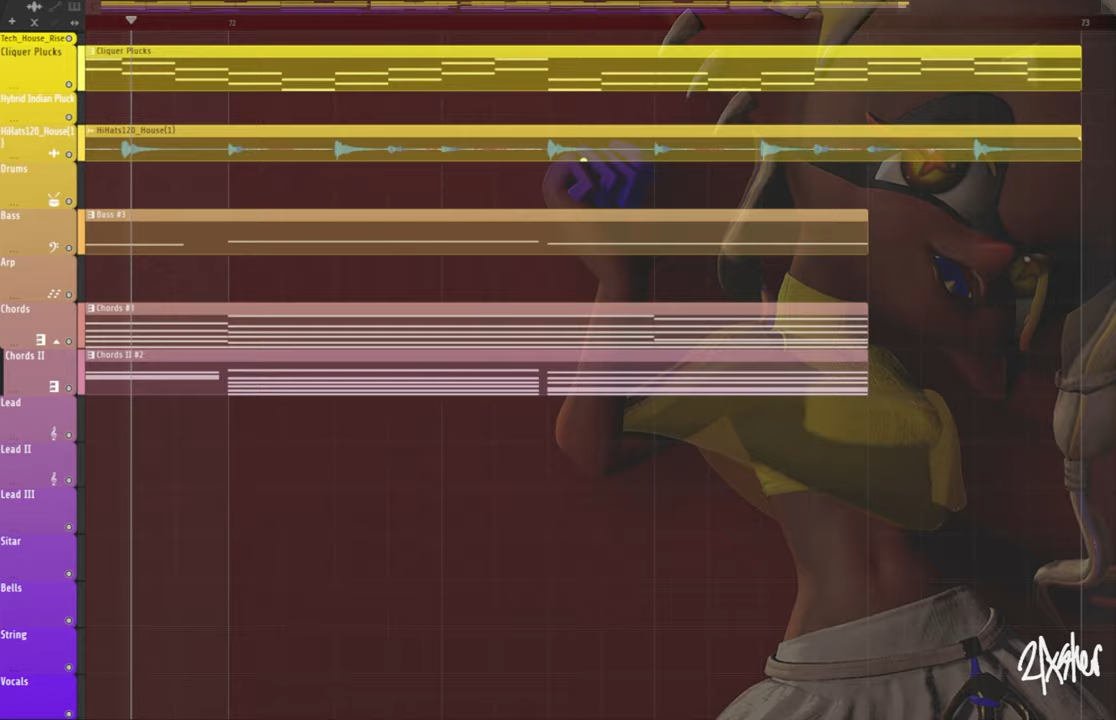 72
73
Tech_House_Rise
Cliquer Plucks
Cliquer Plucks
Hybrid Indian Pluck
HiHats120_House(1
)
HiHats120_House(1)
Drums
Bass
Bass #3
Arp
Chords
Chords #1
Chords II
Chords II #2
Lead
Lead II
Lead III
Sitar
Bells
String
Vocals